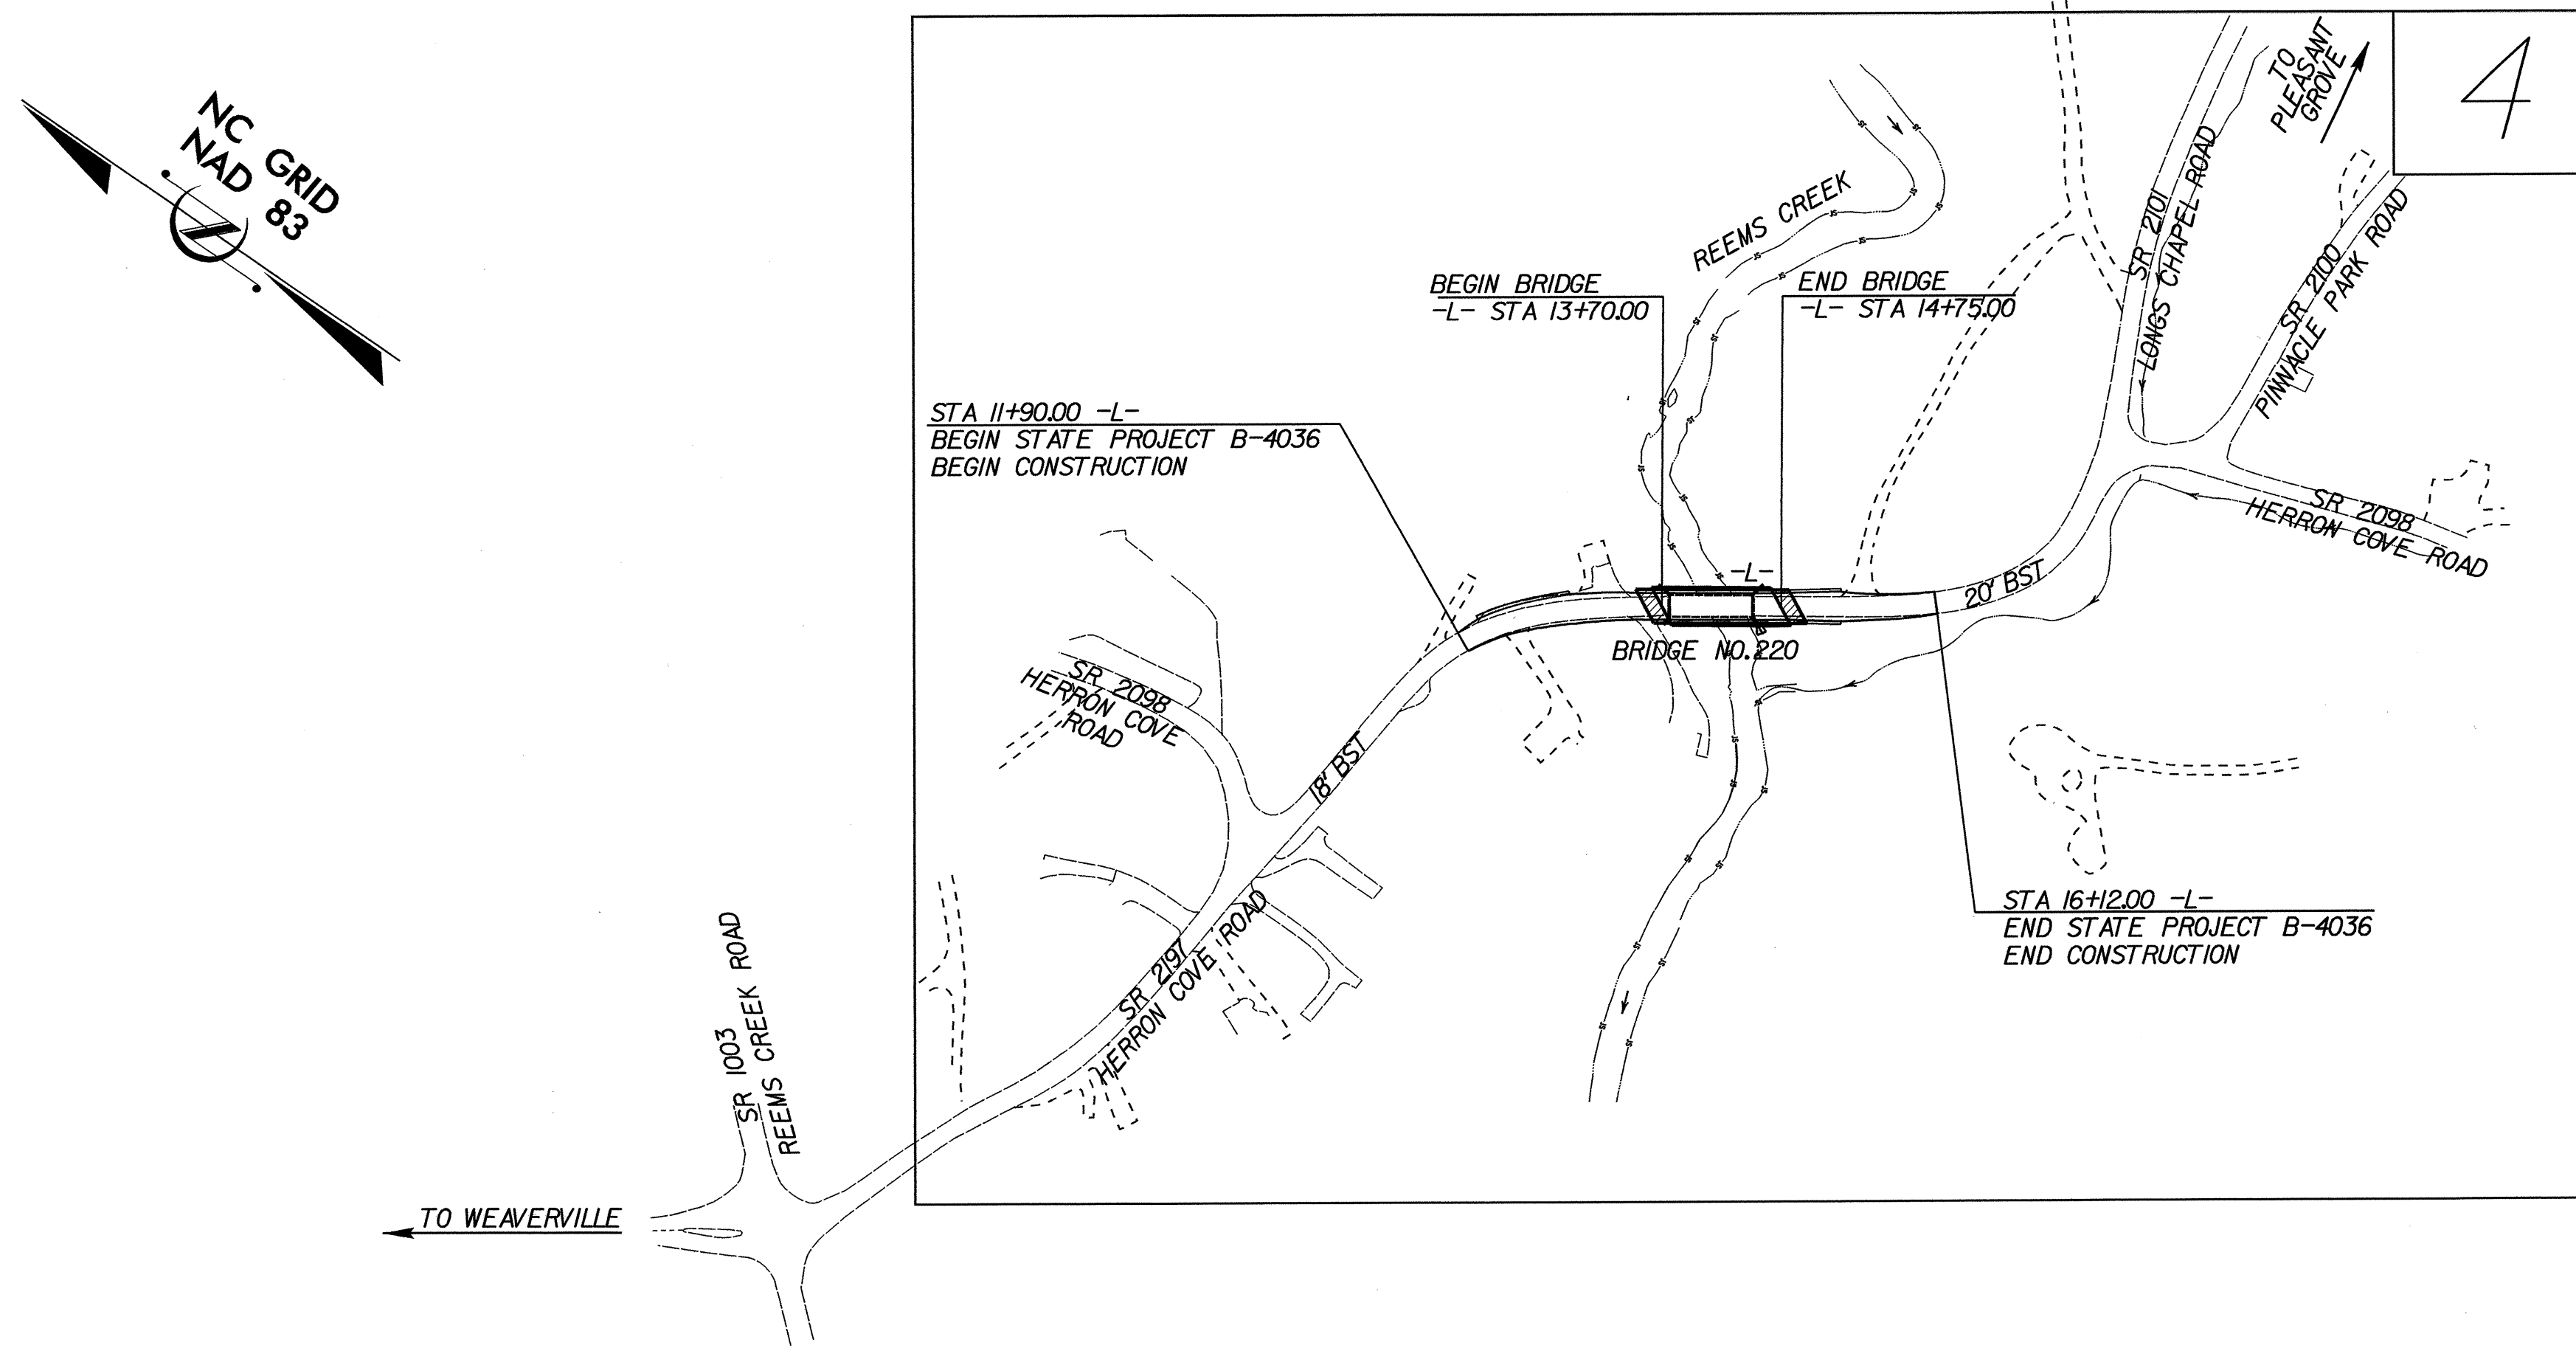 NC GRID
NAD 83
4
TO
PLEASANT
GROVE
REEMS CREEK
SR 2101
LONGS CHAPEL ROAD
SR 2100
PINNACLE PARK ROAD
BEGIN BRIDGE
-L- STA 13+70.00
END BRIDGE
-L- STA 14+75.00
STA 11+90.00 -L-
BEGIN STATE PROJECT B-4036
BEGIN CONSTRUCTION
SR 2098
HERRON COVE ROAD
-L-
20' BST
BRIDGE NO. 220
SR 2098
HERRON COVE
ROAD
18' BST
STA 16+12.00 -L-
END STATE PROJECT B-4036
END CONSTRUCTION
SR 2197
HERRON COVE ROAD
SR 1003
REEMS CREEK ROAD
TO WEAVERVILLE